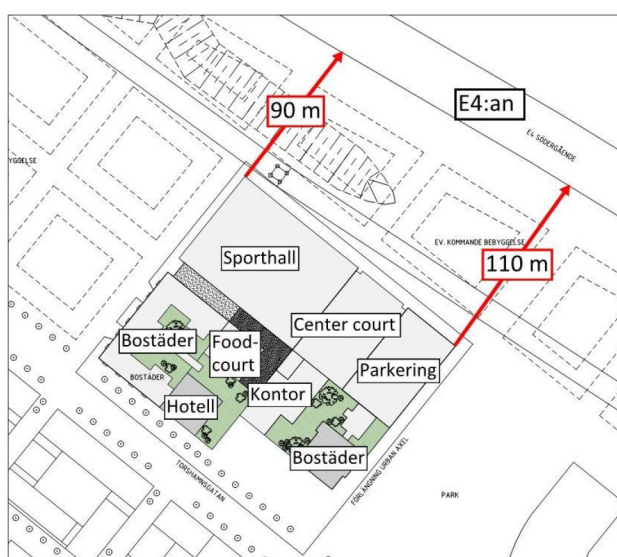 90 m
E4:an
E4 SÖDERGÅENDE
YGGELSE
EV. KOMMANDE BEBYGGELSE
110 m
Sporthall
Center court
Bostäder
Food-
court
Parkering
BOSTÄDER
Kontor
Hotell
Bostäder
TORSHAMNSGATAN
FÖRLÄNGNING URBAN AXEL
PARK